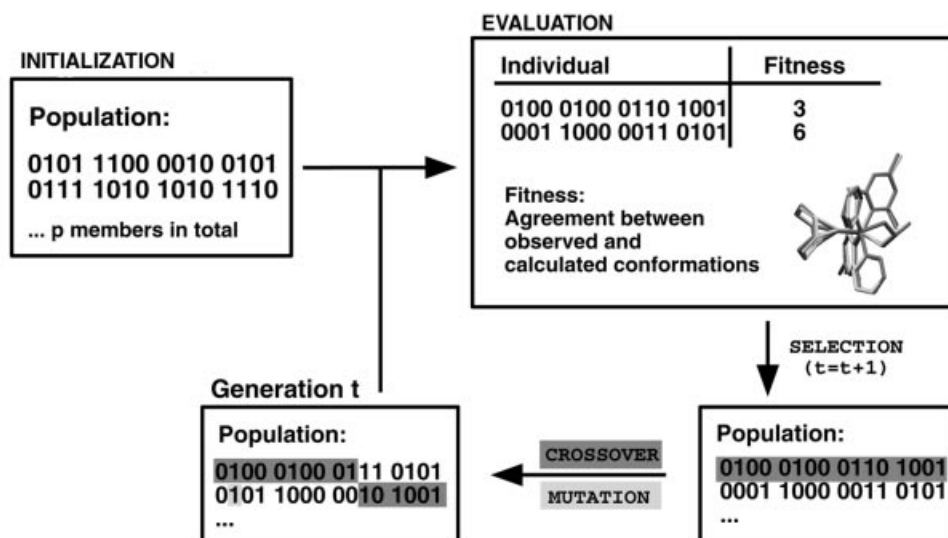 INITIALIZATION
Population:
0101 1100 0010 0101
0111 1010 1010 1110
... p members in total
EVALUATION
Individual Fitness
0100 0100 0110 1001 3
0001 1000 0011 0101 6
Fitness:
Agreement between
observed and
calculated conformations
SELECTION
(t=t+1)
Population:
0100 0100 0110 1001
0001 1000 0011 0101
...
CROSSOVER
MUTATION
Generation t
Population:
0100 0100 0111 0101
0101 1000 0010 1001
...